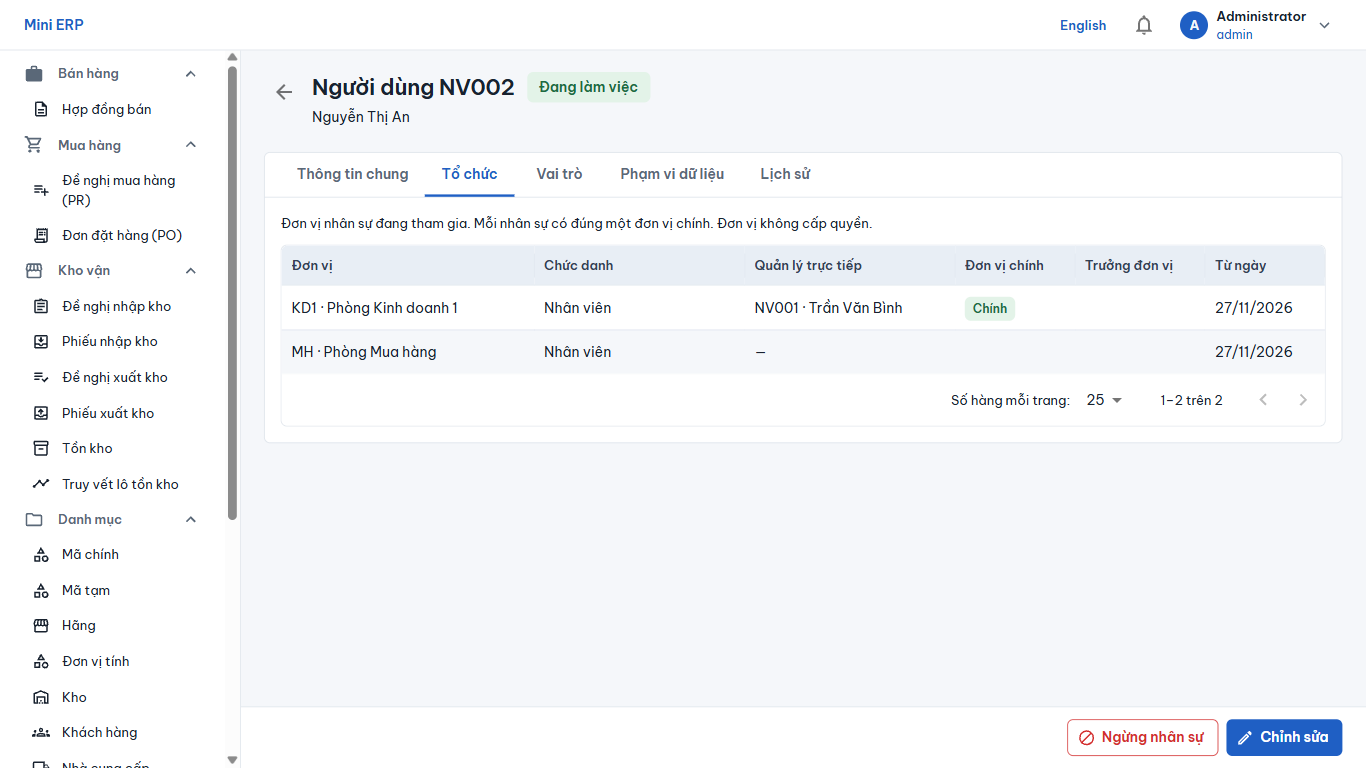 Mini ERP
English
A
Administrator
admin
Bán hàng
Hợp đồng bán
Mua hàng
Đề nghị mua hàng
(PR)
Đơn đặt hàng (PO)
Kho vận
Đề nghị nhập kho
Phiếu nhập kho
Đề nghị xuất kho
Phiếu xuất kho
Tồn kho
Truy vết lô tồn kho
Danh mục
Mã chính
Mã tạm
Hãng
Đơn vị tính
Kho
Khách hàng
Nhà cung cấp
Người dùng NV002
Đang làm việc
Nguyễn Thị An
Thông tin chung
Tổ chức
Vai trò
Phạm vi dữ liệu
Lịch sử
Đơn vị nhân sự đang tham gia. Mỗi nhân sự có đúng một đơn vị chính. Đơn vị không cấp quyền.
Đơn vị Chức danh Quản lý trực tiếp Đơn vị chính Trưởng đơn vị Từ ngày
KD1 · Phòng Kinh doanh 1 Nhân viên NV001 · Trần Văn Bình Chính 27/11/2026
MH · Phòng Mua hàng Nhân viên — 27/11/2026
Số hàng mỗi trang: 25 1–2 trên 2
Ngừng nhân sự
Chỉnh sửa